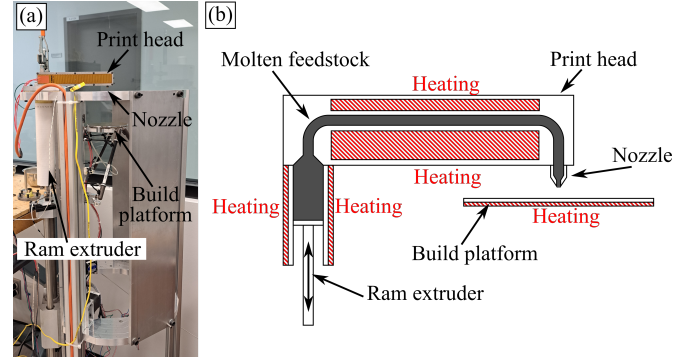 (a)
Print head
Nozzle
Build
platform
Ram extruder
(b)
Molten feedstock
Print head
Heating
Nozzle
Heating
Heating
Heating
Heating
Build platform
Ram extruder